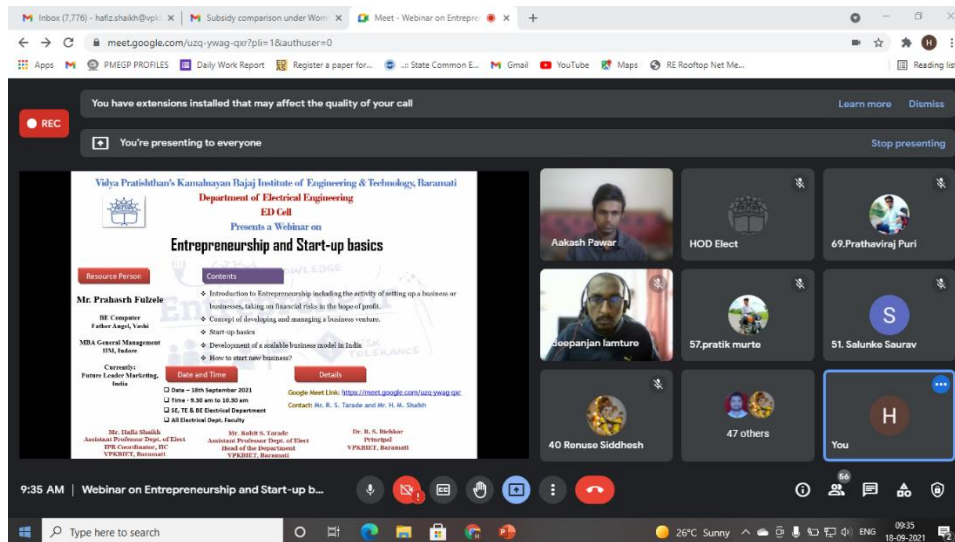 Inbox (7,776) - hafiz.shaikh@vpki
Subsidy comparison under Wom
Meet - Webinar on Entrepre
meet.google.com/uzq-ywag-qxr?pli=1&authuser=0
Apps
PMEGP PROFILES
Daily Work Report
Register a paper for...
..:: State Common E...
Gmail
YouTube
Maps
RE Rooftop Net Me...
Reading list
You have extensions installed that may affect the quality of your call
Learn more
Dismiss
REC
You're presenting to everyone
Stop presenting
Vidya Pratishthan's Kamalnayan Bajaj Institute of Engineering & Technology, Baramati
Department of Electrical Engineering
ED Cell
Presents a Webinar on
Entrepreneurship and Start-up basics
Resource Person
Mr. Prahasrh Fulzele
BE Computer
Father Angel, Vashi
MBA General Management
IIM, Indore
Currently:
Future Leader Marketing,
India
Contents
❖ Introduction to Entrepreneurship including the activity of setting up a business or
businesses, taking on financial risks in the hope of profit.
❖ Concept of developing and managing a business venture.
❖ Start-up basics
❖ Development of a scalable business model in India
❖ How to start new business?
Date and Time
❑ Date – 18th September 2021
❑ Time - 9.30 am to 10.30 am
❑ SE, TE & BE Electrical Department
❑ All Electrical Dept. Faculty
Details
Google Meet Link: https://meet.google.com/uzq-ywag-qxr
Contact: Mr. R. S. Tarade and Mr. H. M. Shaikh
Mr. Hafiz Shaikh
Assistant Professor Dept. of Elect
IPR Coordinator, IIC
VPKBIET, Baramati
Mr. Rohit S. Tarade
Assistant Professor Dept. of Elect
Head of the Department
VPKBIET, Baramati
Dr. R. S. Bichkar
Principal
VPKBIET, Baramati
Aakash Pawar
HOD Elect
69.Prathaviraj Puri
deepanjan lamture
57.pratik murte
S
51. Salunke Saurav
40 Renuse Siddhesh
47 others
H
You
9:35 AM | Webinar on Entrepreneurship and Start-up b...
56
Type here to search
26°C Sunny
ENG
09:35
18-09-2021